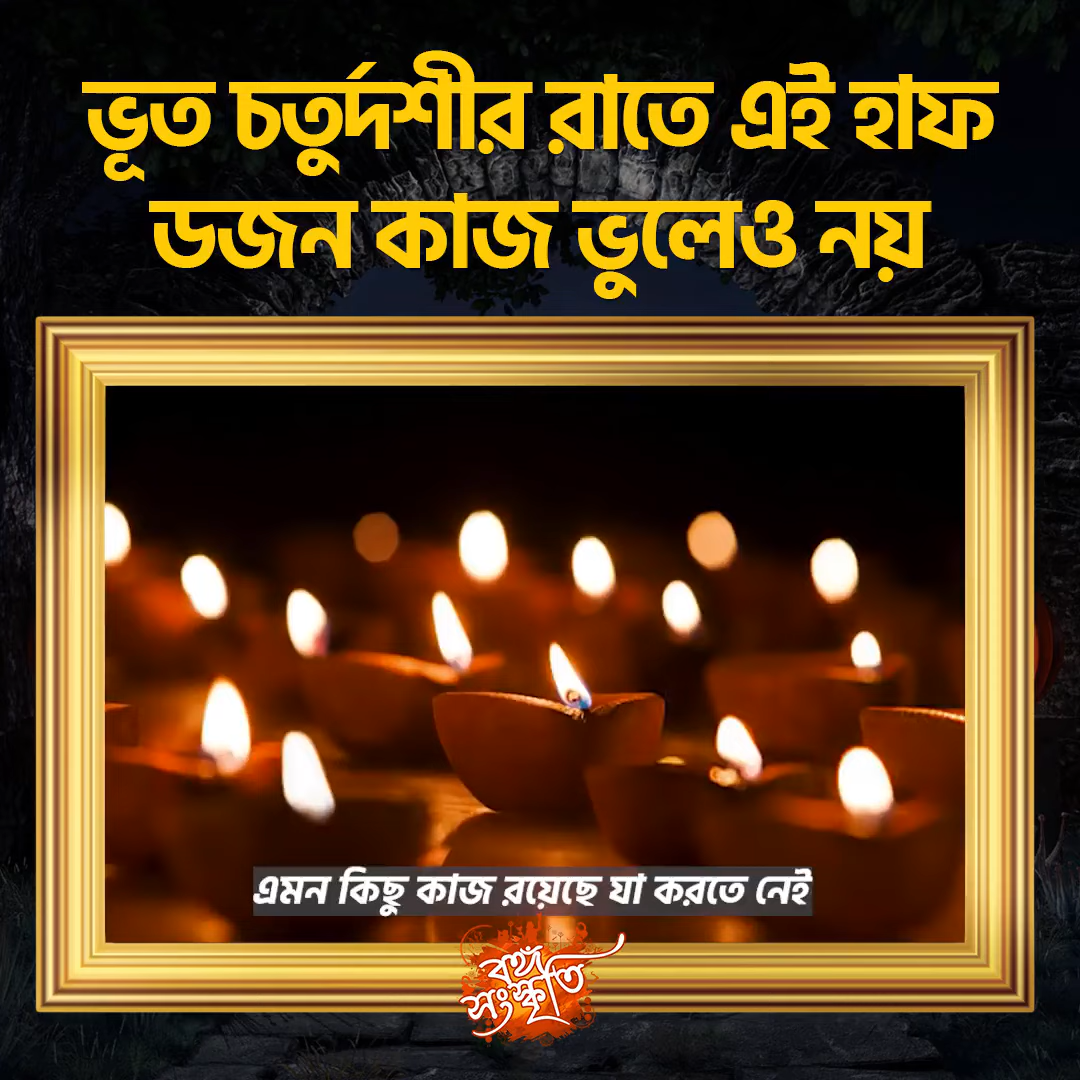 ভূত চতুর্দশীর রাতে এই হাফ
ডজন কাজ ভুলেও নয়
এমন কিছু কাজ রয়েছে যা করতে নেই
বঙ্গ
সংস্কৃতি